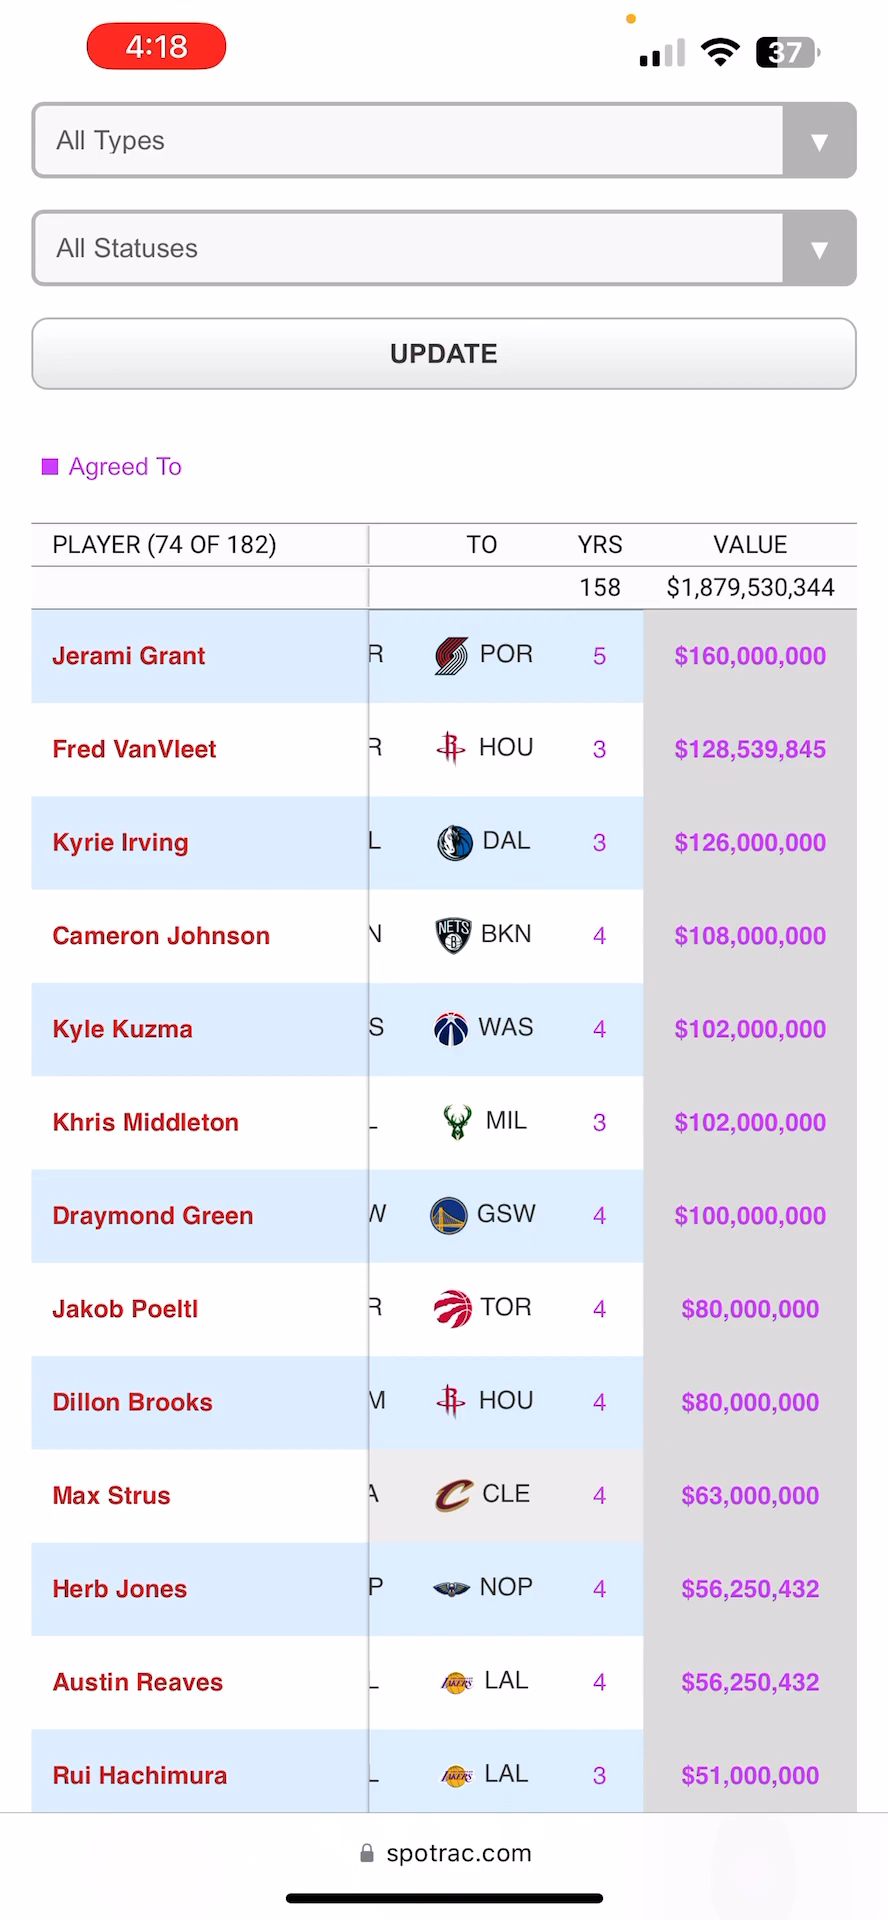 4:18
37
All Types
All Statuses
UPDATE
Agreed To
PLAYER (74 OF 182) TO YRS VALUE
158 $1,879,530,344
Jerami Grant R POR 5 $160,000,000
Fred VanVleet R HOU 3 $128,539,845
Kyrie Irving L DAL 3 $126,000,000
Cameron Johnson N NETS B BKN 4 $108,000,000
Kyle Kuzma S WAS 4 $102,000,000
Khris Middleton L MIL 3 $102,000,000
Draymond Green W GSW 4 $100,000,000
Jakob Poeltl R TOR 4 $80,000,000
Dillon Brooks M HOU 4 $80,000,000
Max Strus A CLE 4 $63,000,000
Herb Jones P NOP 4 $56,250,432
Austin Reaves L LAKERS LAL 4 $56,250,432
Rui Hachimura L LAKERS LAL 3 $51,000,000
spotrac.com